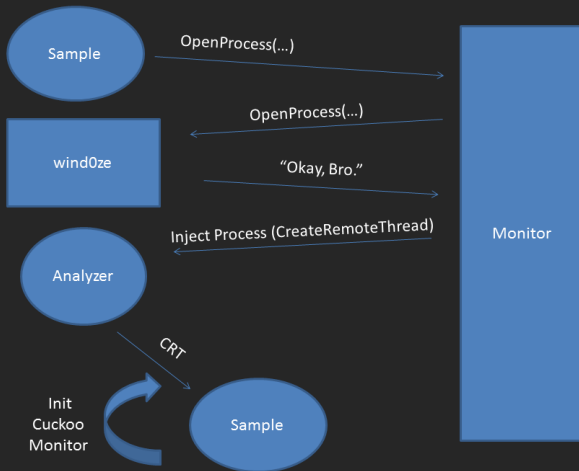 Sample
OpenProcess(...)
OpenProcess(...)
wind0ze
“Okay, Bro.”
Monitor
Inject Process (CreateRemoteThread)
Analyzer
CRT
Init
Cuckoo
Monitor
Sample